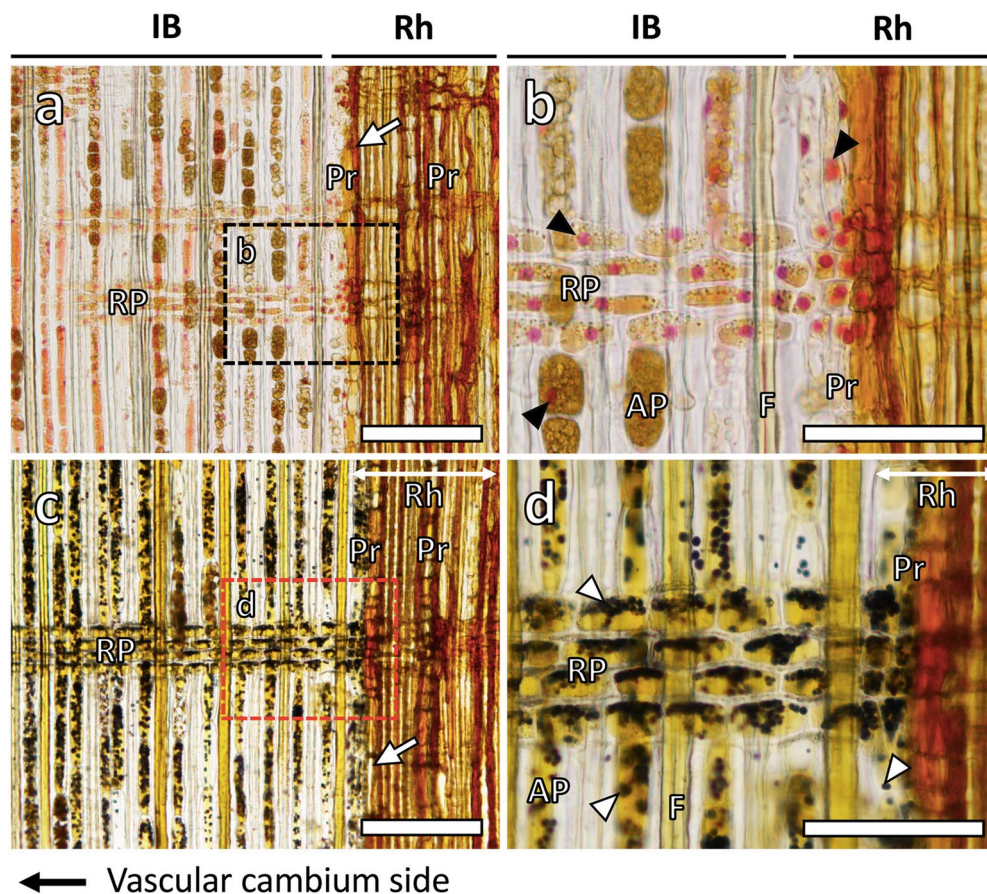 IB Rh IB Rh
a b
Pr Pr
b
RP RP
AP F Pr
c Rh d Rh
Pr Pr Pr
d
RP RP
AP F
Vascular cambium side